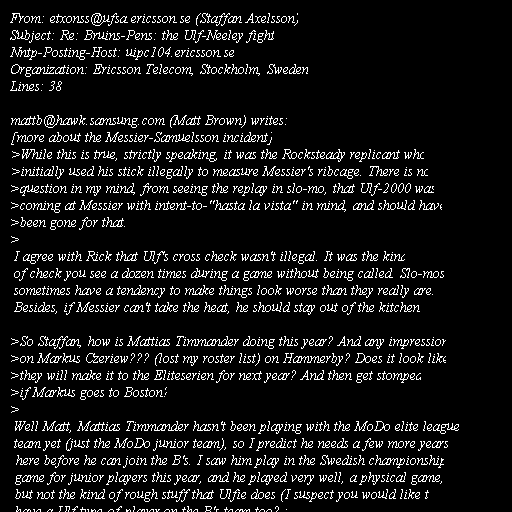 From: etxonss@ufsa.ericsson.se (Staffan Axelsson)
Subject: Re: Bruins-Pens: the Ulf-Neeley fight
Nntp-Posting-Host: uipc104.ericsson.se
Organization: Ericsson Telecom, Stockholm, Sweden
Lines: 38

mattb@hawk.samsung.com (Matt Brown) writes:
[more about the Messier-Samuelsson incident]
>While this is true, strictly speaking, it was the Rocksteady replicant who
>initially used his stick illegally to measure Messier's ribcage. There is no
>question in my mind, from seeing the replay in slo-mo, that Ulf-2000 was
>coming at Messier with intent-to-"hasta la vista" in mind, and should have
>been gone for that.
>
I agree with Rick that Ulf's cross check wasn't illegal. It was the kind
of check you see a dozen times during a game without being called. Slo-mos
sometimes have a tendency to make things look worse than they really are.
Besides, if Messier can't take the heat, he should stay out of the kitchen

>So Staffan, how is Mattias Timmander doing this year? And any impression
>on Markus Czeriew??? (lost my roster list) on Hammerby? Does it look like
>they will make it to the Eliteserien for next year? And then get stomped
>if Markus goes to Boston?
>
Well Matt, Mattias Timmander hasn't been playing with the MoDo elite league
team yet (just the MoDo junior team), so I predict he needs a few more years
here before he can join the B's. I saw him play in the Swedish championship
game for junior players this year, and he played very well, a physical game,
but not the kind of rough stuff that Ulfie does (I suspect you would like t
have a Ulf type of player on the B's team too? ;